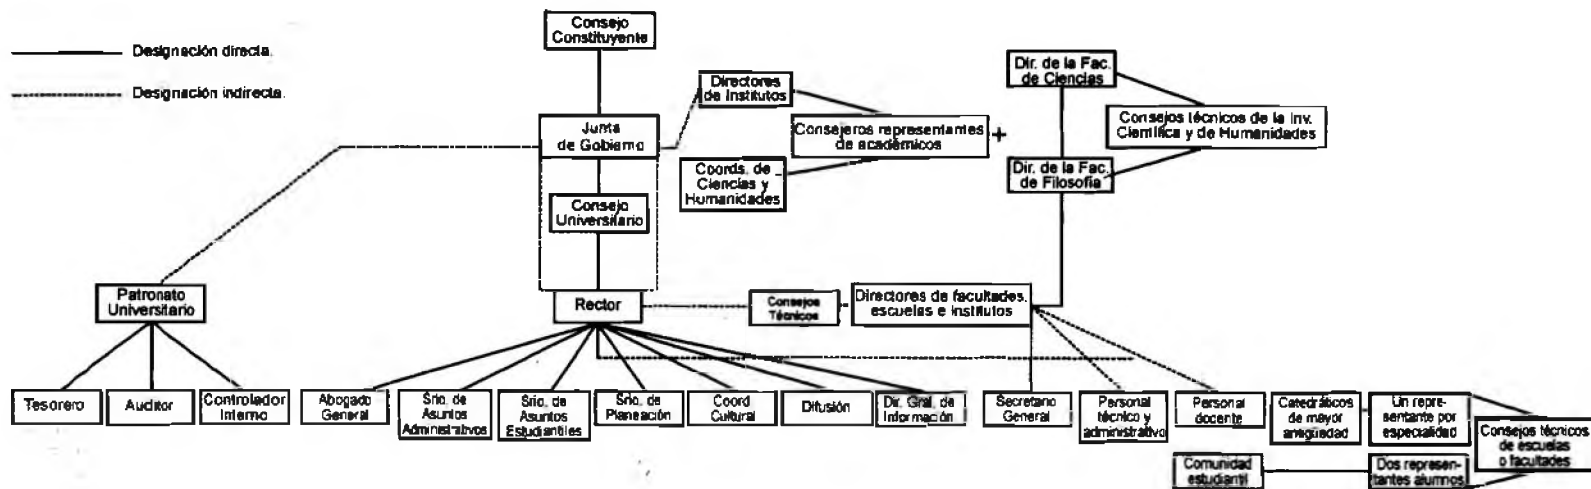 Consejo
Constituyente
Designación directa.
Designación indirecta.
Dir. de la Fac.
de Ciencias
Directores
de Institutos
Junta
de Gobierno
Consejeros representantes
de académicos
+
Consejos técnicos de la Inv.
Científica y de Humanidades
Coords. de
Ciencias y
Humanidades
Dir. de la Fac.
de Filosofía
Consejo
Universitario
Patronato
Universitario
Rector
Consejos
Técnicos
Directores de facultades,
escuelas e institutos
Tesorero
Auditor
Controlador
Interno
Abogado
General
Srio. de
Asuntos
Administrativos
Srio. de
Asuntos
Estudiantiles
Srio. de
Planeación
Coord
Cultural
Difusión
Dir. Gral. de
Información
Secretario
General
Personal
técnico y
administrativo
Personal
docente
Catedráticos
de mayor
antigüedad
Un repre-
sentante por
especialidad
Consejos técnicos
de escuelas
o facultades
Comunidad
estudiantil
Dos represen-
tantes alumnos